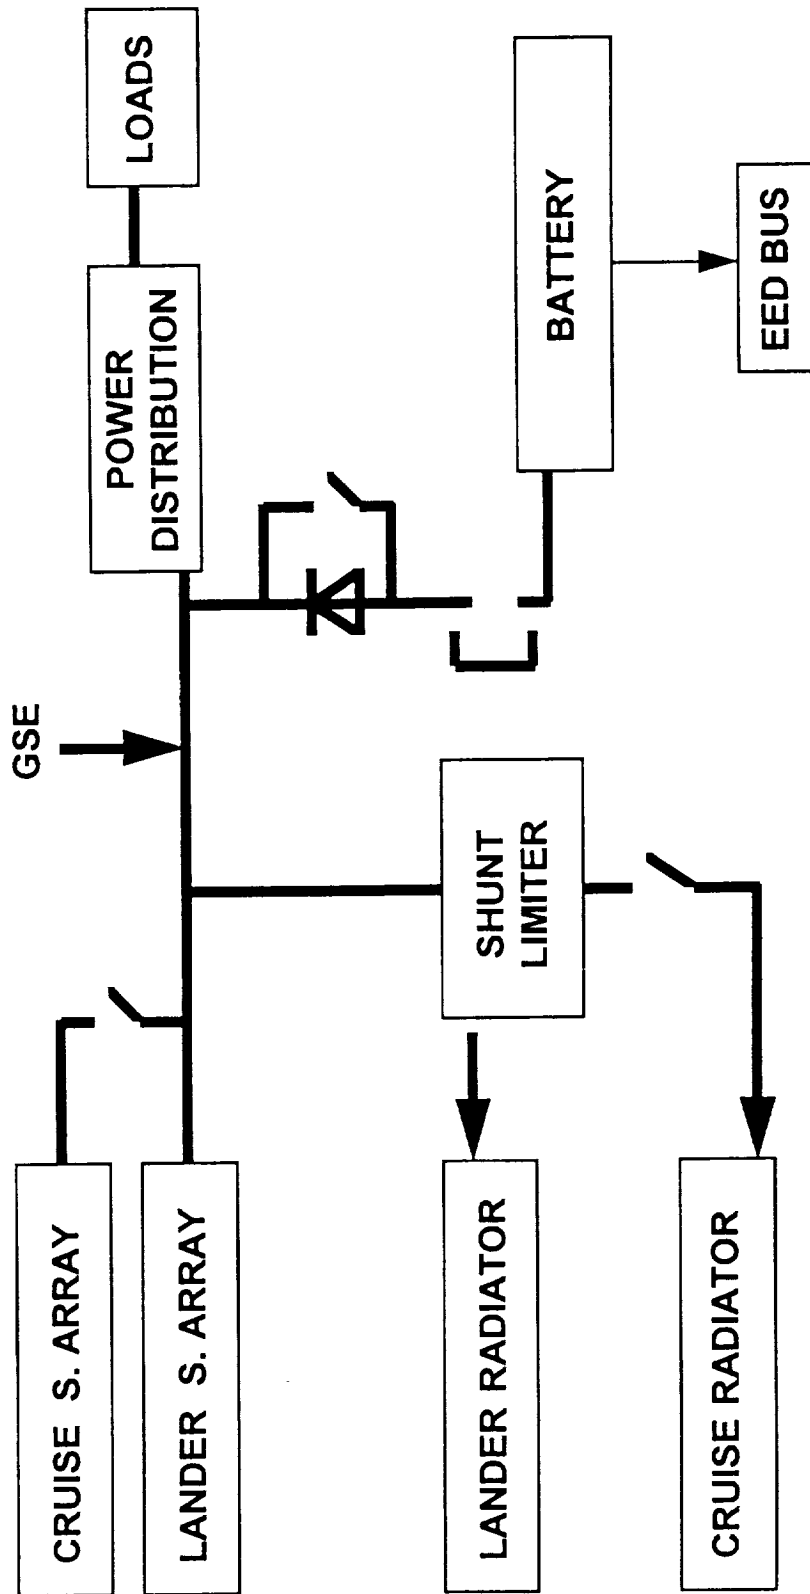 CRUISE  S. ARRAY
LANDER  S. ARRAY
GSE
POWER
DISTRIBUTION
LOADS
SHUNT
LIMITER
LANDER RADIATOR
CRUISE RADIATOR
BATTERY
EED BUS